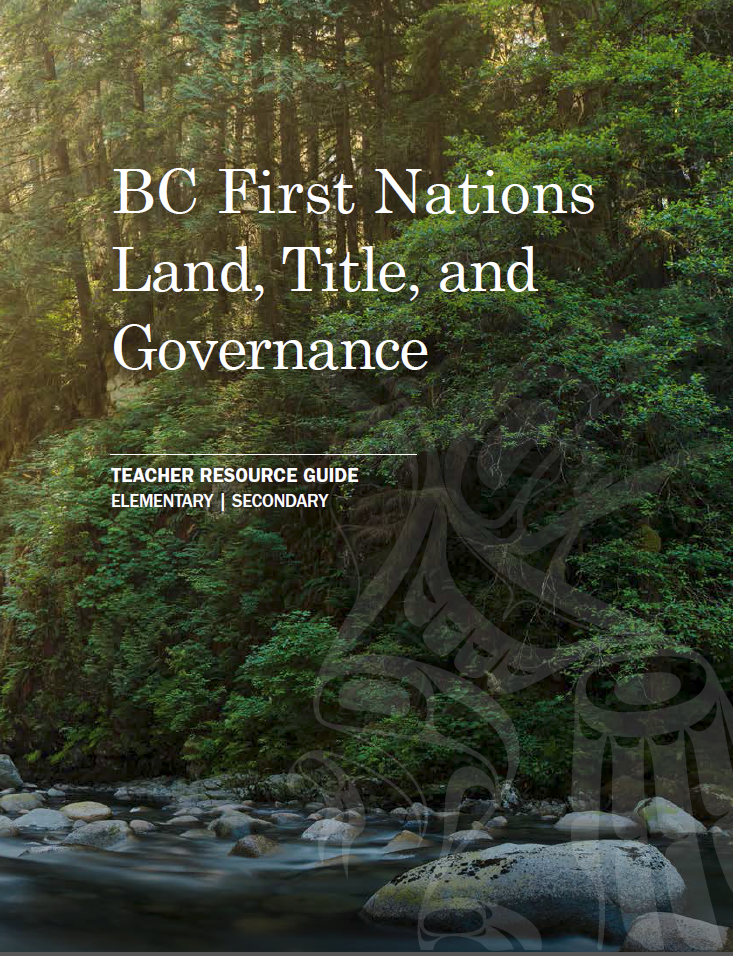 BC First Nations
Land, Title, and
Governance
TEACHER RESOURCE GUIDE
ELEMENTARY | SECONDARY